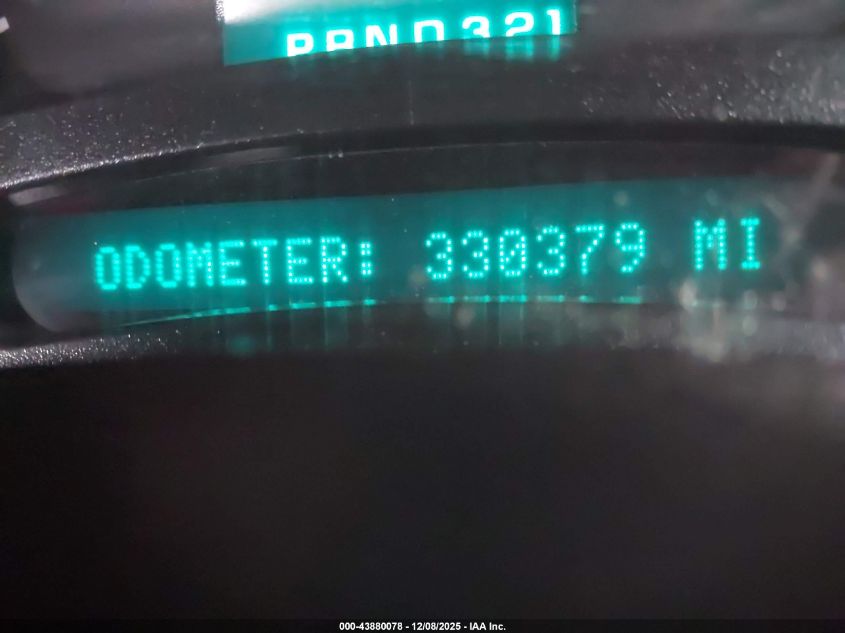 PRND321
ODOMETER: 330379 MI
000-43880078 - 12/08/2025 - IAA Inc.